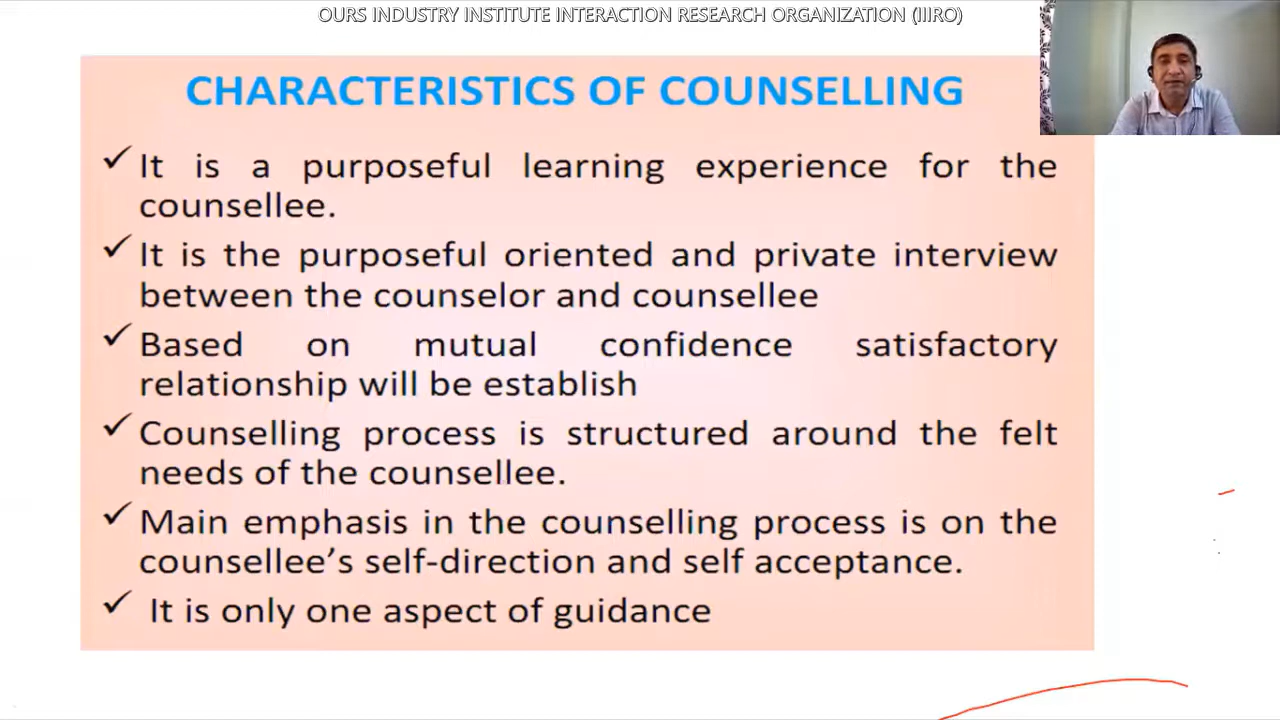 OURS INDUSTRY INSTITUTE INTERACTION RESEARCH ORGANIZATION (IIIRO)
CHARACTERISTICS OF COUNSELLING
It is a purposeful learning experience for the
counsellee.
It is the purposeful oriented and private interview
between the counselor and counsellee
Based on mutual confidence satisfactory
relationship will be establish
Counselling process is structured around the felt
needs of the counsellee.
Main emphasis in the counselling process is on the
counsellee’s self-direction and self acceptance.
It is only one aspect of guidance